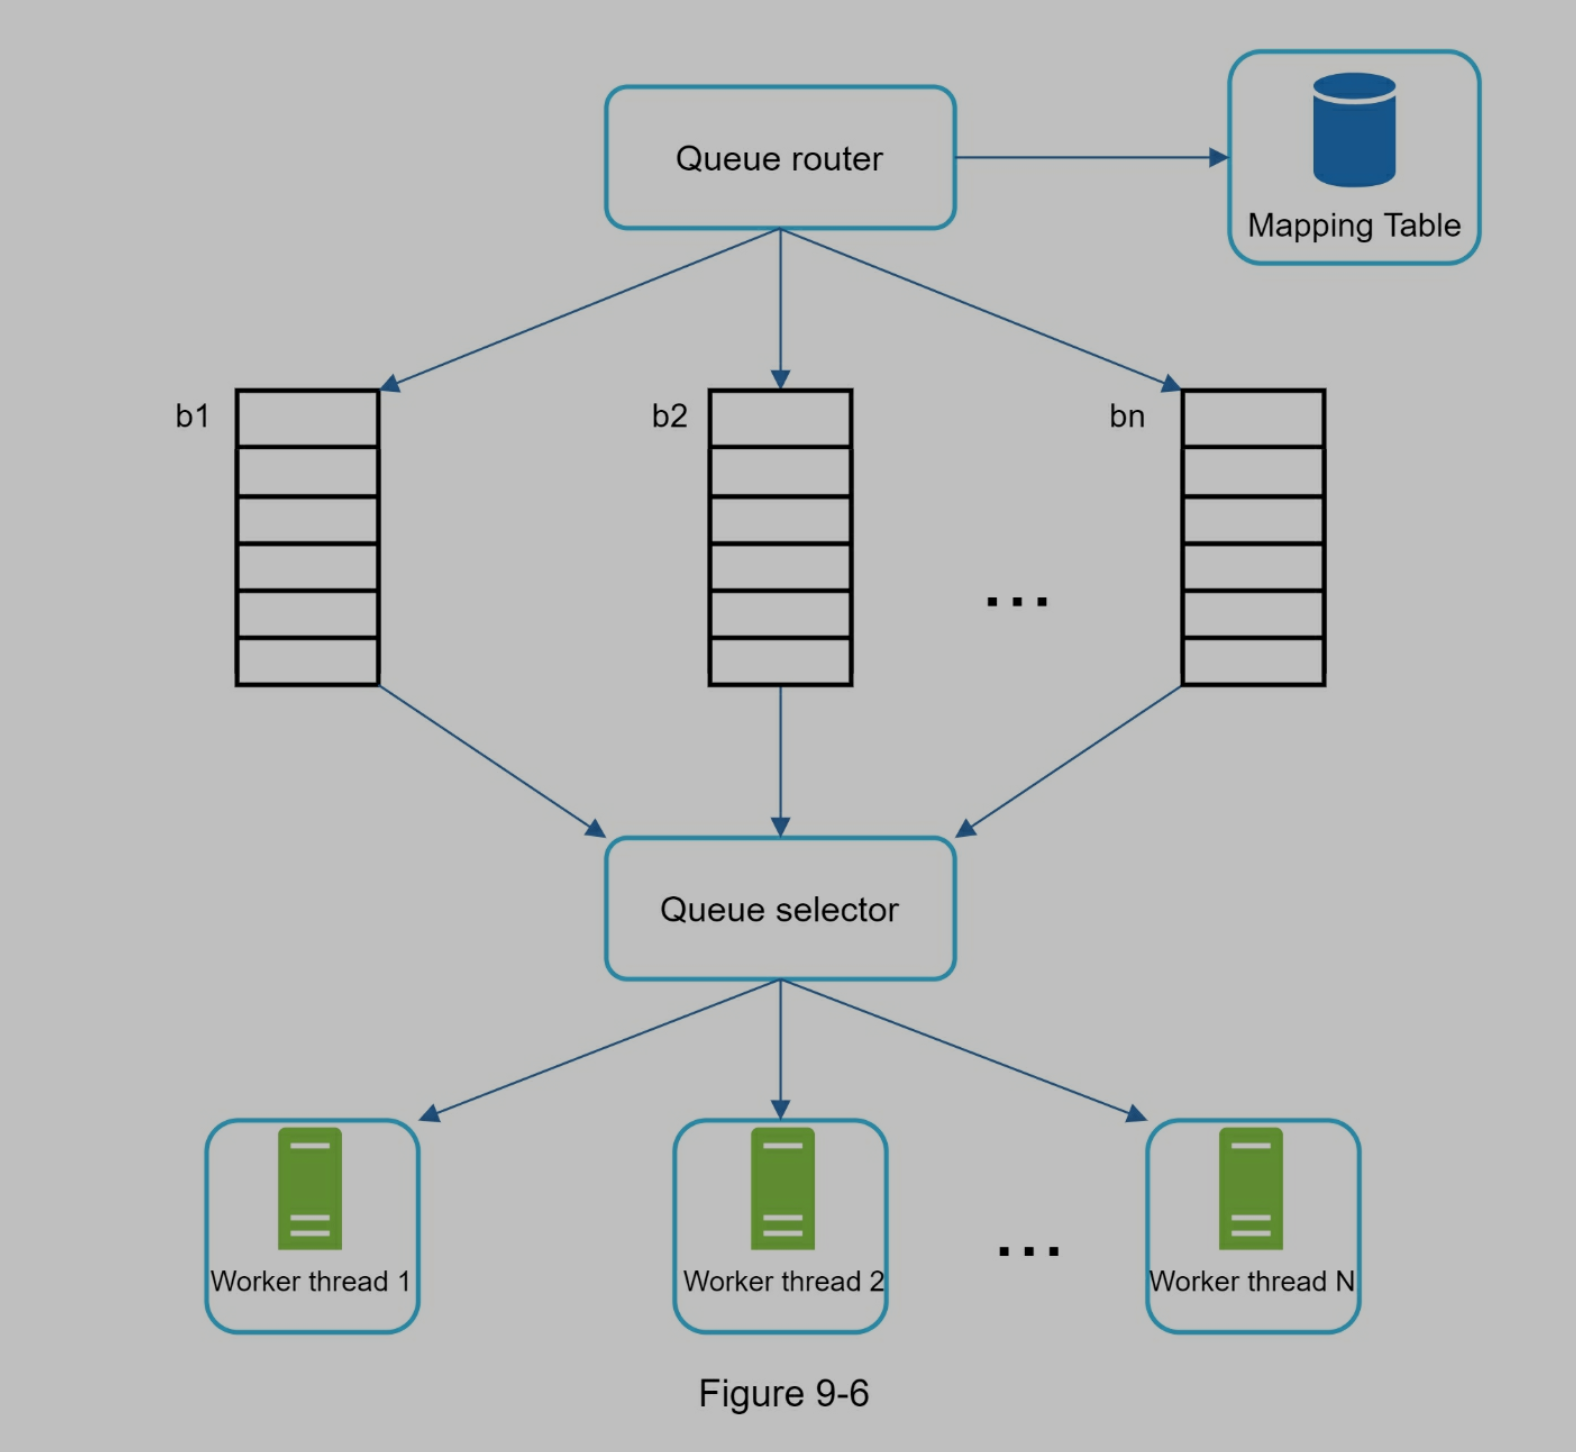 Queue router
Mapping Table
b1
b2
bn
...
Queue selector
Worker thread 1
Worker thread 2
...
Worker thread N
Figure 9-6